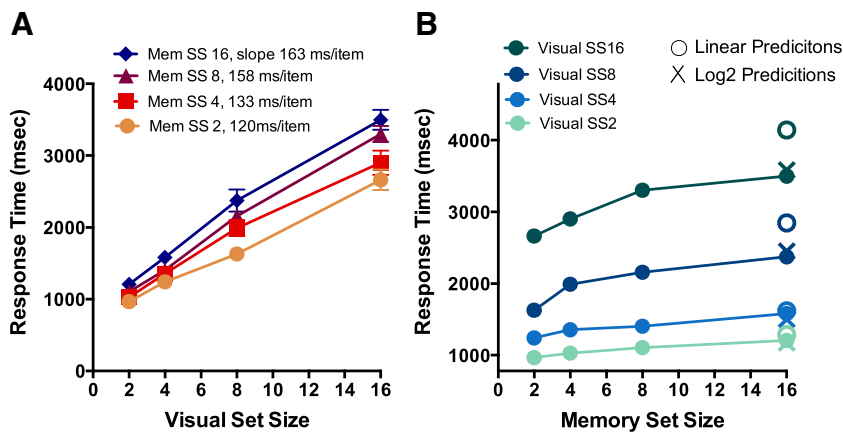 A
Mem SS 16, slope 163 ms/item
Mem SS 8, 158 ms/item
Mem SS 4, 133 ms/item
Mem SS 2, 120ms/item
Response Time (msec)
4000
3000
2000
1000
0
0 2 4 6 8 10 12 14 16
Visual Set Size
B
Visual SS16
Visual SS8
Visual SS4
Visual SS2
Linear Predicitons
Log2 Predicitions
Response Time (msec)
4000
3000
2000
1000
0 2 4 6 8 10 12 14 16
Memory Set Size